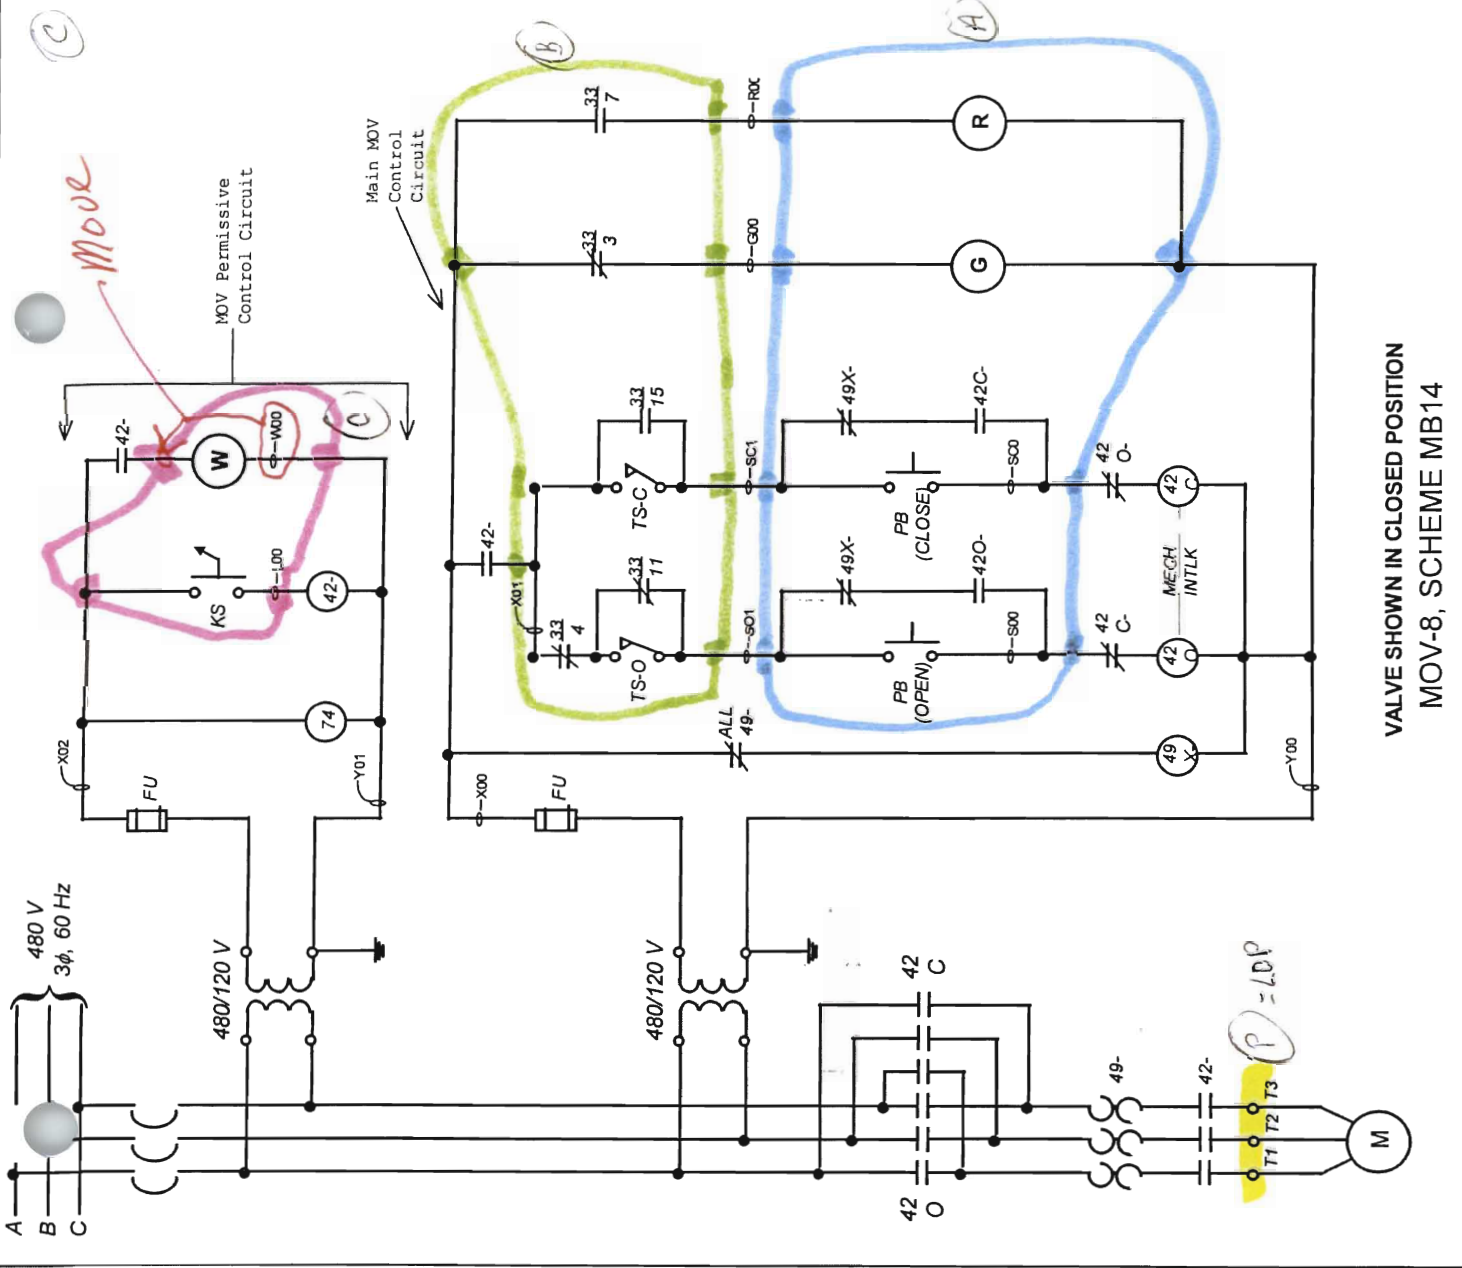 C
B
A
Move
MOV Permissive
Control Circuit
Main MOV
Control
Circuit
33
7
R
33
3
G00
G
42-
W
W00
C
KS
L00
42-
74
X02
Y01
FU
42-
X01
33
4
TS-O
33
11
TS-C
33
15
SC1
SO1
49X-
42C-
PB
(CLOSE)
SC0
42
O-
42
C
49X-
42O-
PB
(OPEN)
S00
42
C-
42
O
MECH
INTLK
ALL
49-
49
X
X00
FU
Y00
480 V
3ϕ, 60 Hz
480/120 V
480/120 V
A
B
C
42
C
42
O
49-
42-
T1
T2
T3
M
P = LOP
VALVE SHOWN IN CLOSED POSITION
MOV-8, SCHEME MB14